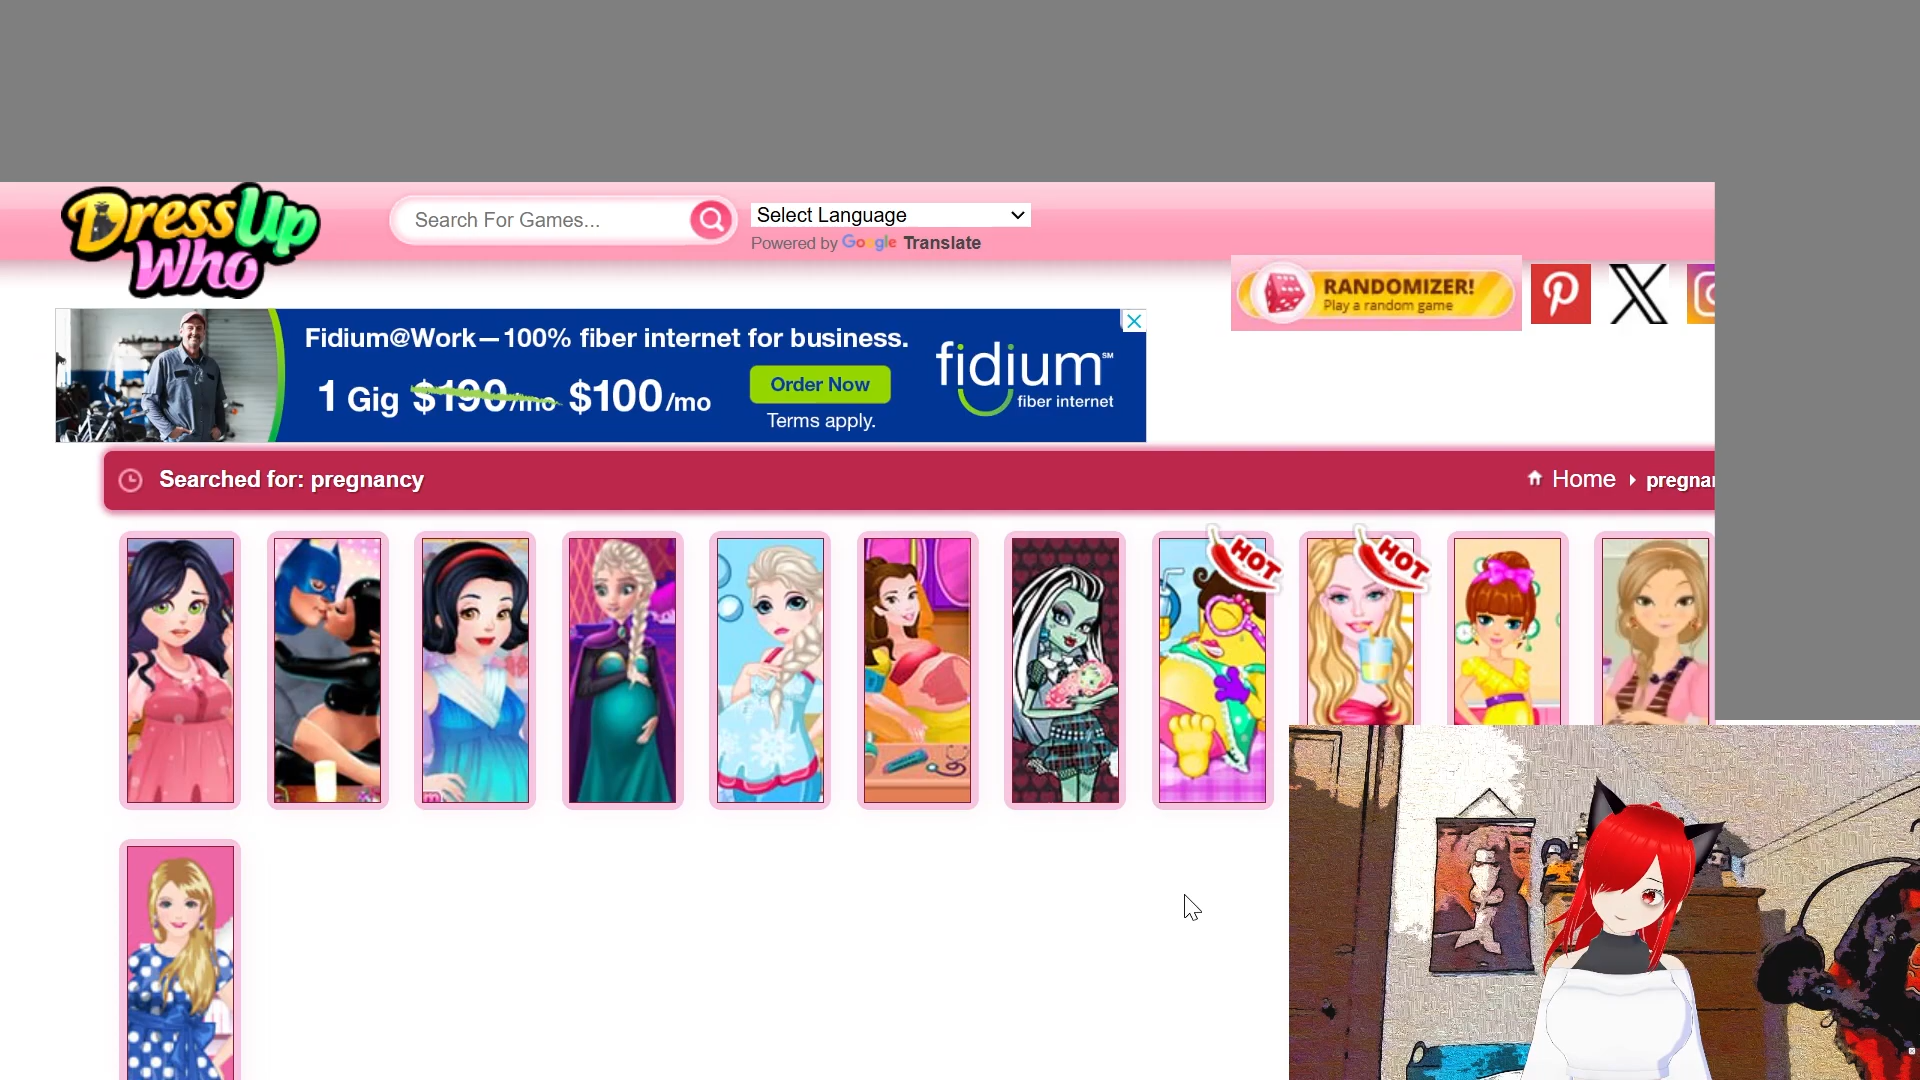 DressUp
Who
Search For Games...
Select Language
Powered by Google Translate
RANDOMIZER!
Play a random game
Fidium@Work—100% fiber internet for business.
1 Gig $190/mo $100/mo
Order Now
Terms apply.
fidium℠
fiber internet
Searched for: pregnancy
Home
pregnan
HOT
HOT